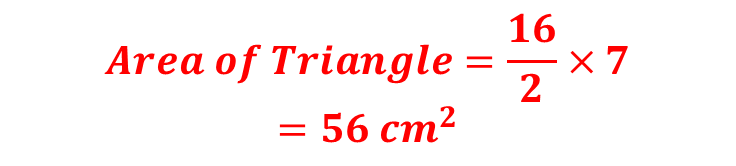 Area of Triangle = 16/2 × 7
= 56 cm²